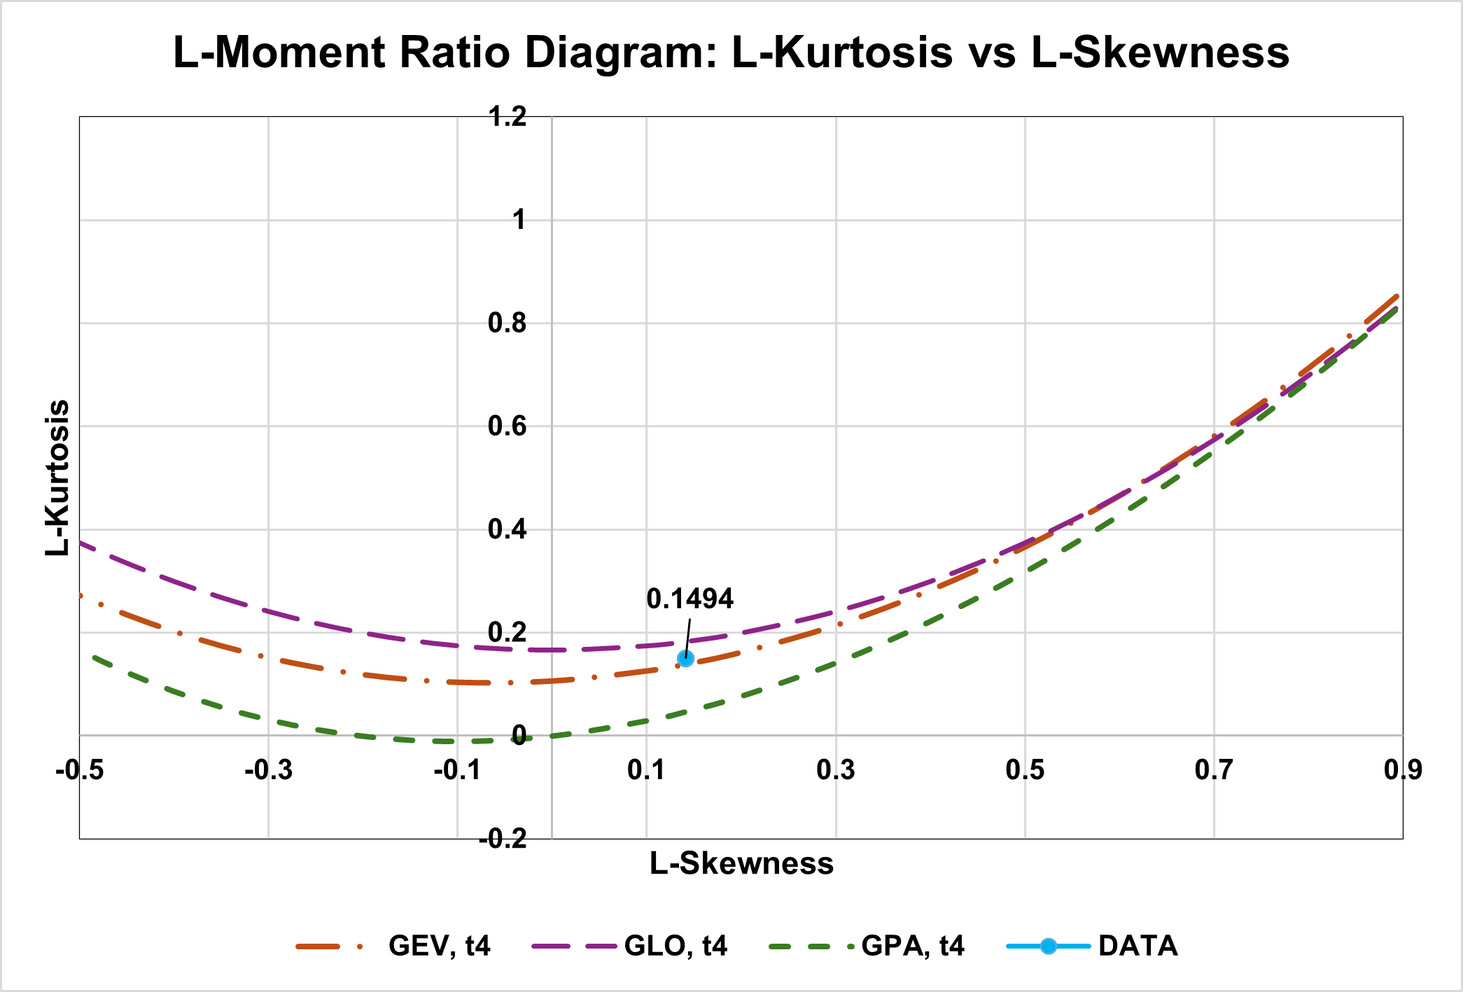 L-Moment Ratio Diagram: L-Kurtosis vs L-Skewness
1.2
1
0.8
0.6
0.4
0.2
0
-0.2
L-Kurtosis
0.1494
-0.5 -0.3 -0.1 0.1 0.3 0.5 0.7 0.9
L-Skewness
GEV, t4 GLO, t4 GPA, t4 DATA